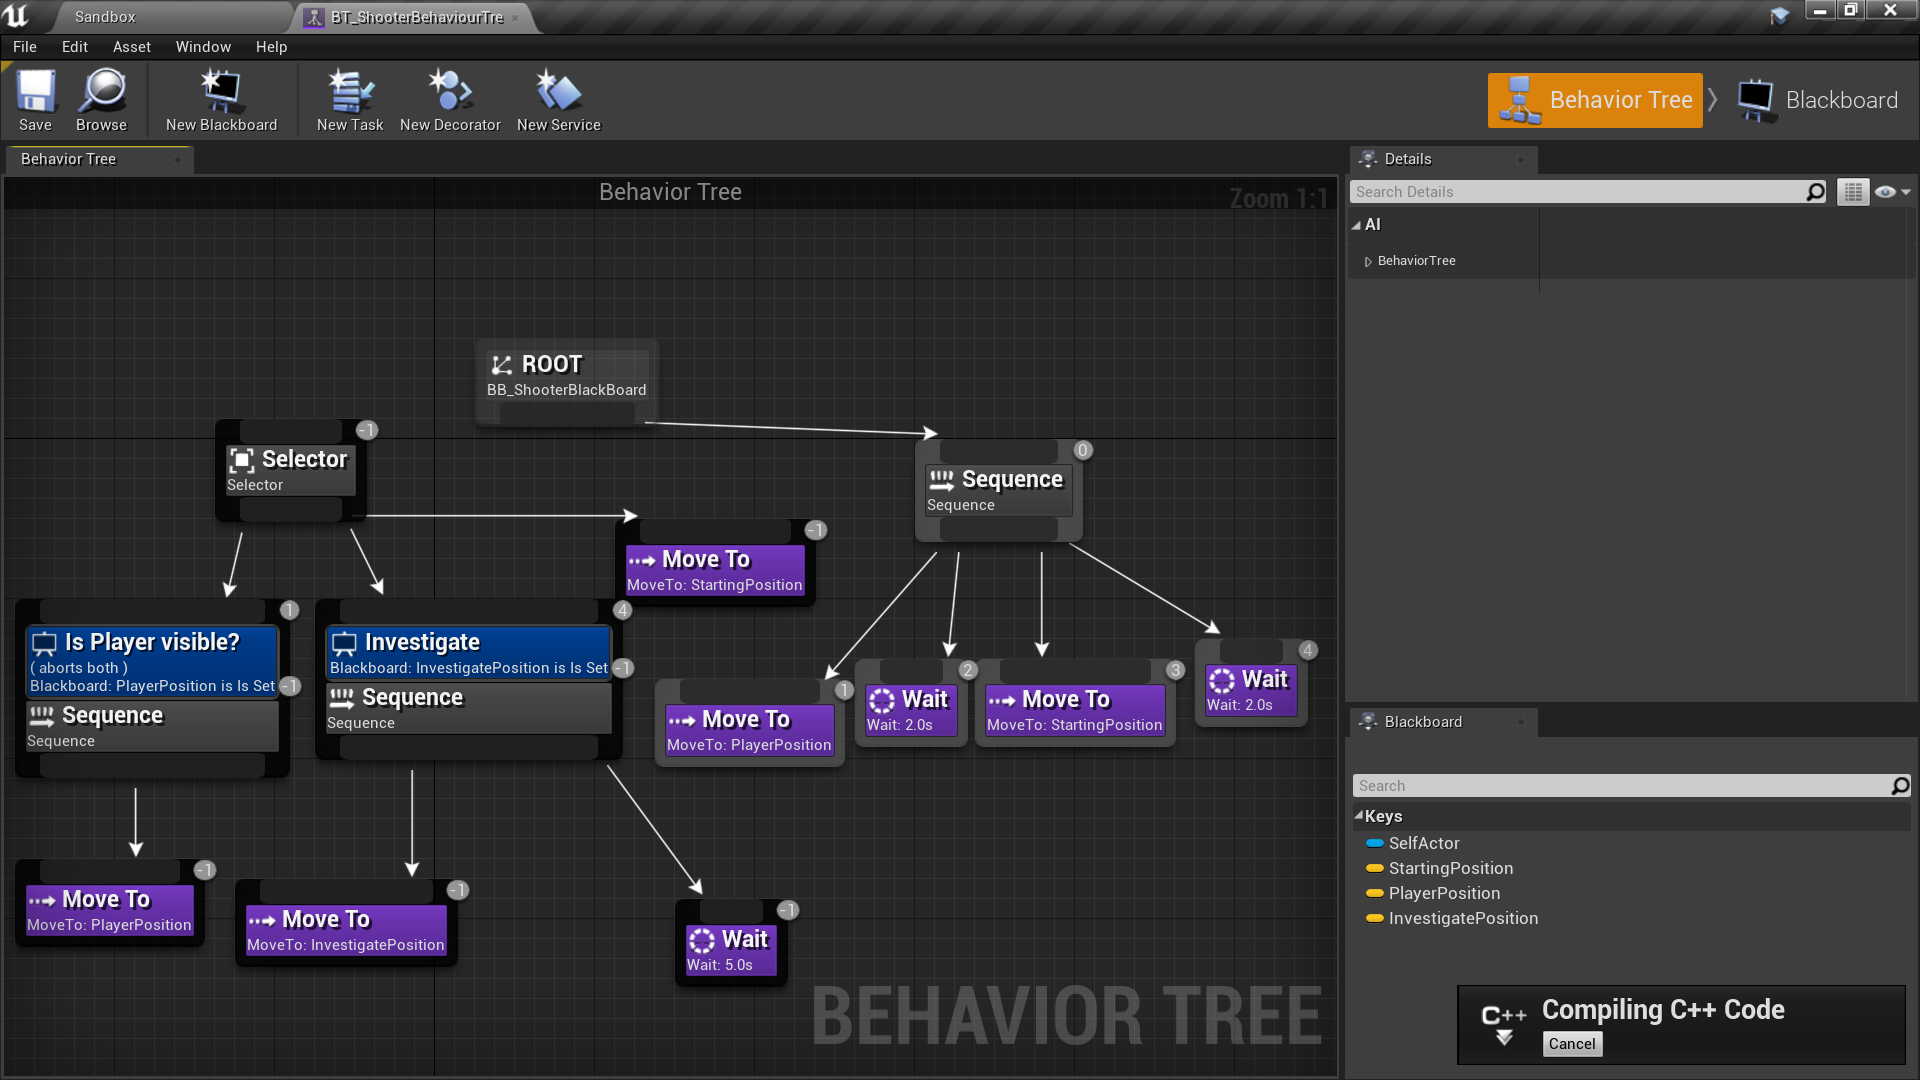 Sandbox
BT_ShooterBehaviourTre
File Edit Asset Window Help
Save Browse New Blackboard New Task New Decorator New Service
Behavior Tree Blackboard
Behavior Tree
Behavior Tree
Zoom 1:1
ROOT
BB_ShooterBlackBoard
-1
Selector
Selector
0
Sequence
Sequence
-1
Move To
MoveTo: StartingPosition
1
Is Player visible?
( aborts both )
Blackboard: PlayerPosition is Is Set
-1
Sequence
Sequence
4
Investigate
Blackboard: InvestigatePosition is Is Set
-1
Sequence
Sequence
1
Move To
MoveTo: PlayerPosition
2
Wait
Wait: 2.0s
3
Move To
MoveTo: StartingPosition
4
Wait
Wait: 2.0s
-1
Move To
MoveTo: PlayerPosition
-1
Move To
MoveTo: InvestigatePosition
-1
Wait
Wait: 5.0s
BEHAVIOR TREE
Details
Search Details
AI
BehaviorTree
Blackboard
Search
Keys
SelfActor
StartingPosition
PlayerPosition
InvestigatePosition
C++
Compiling C++ Code
Cancel